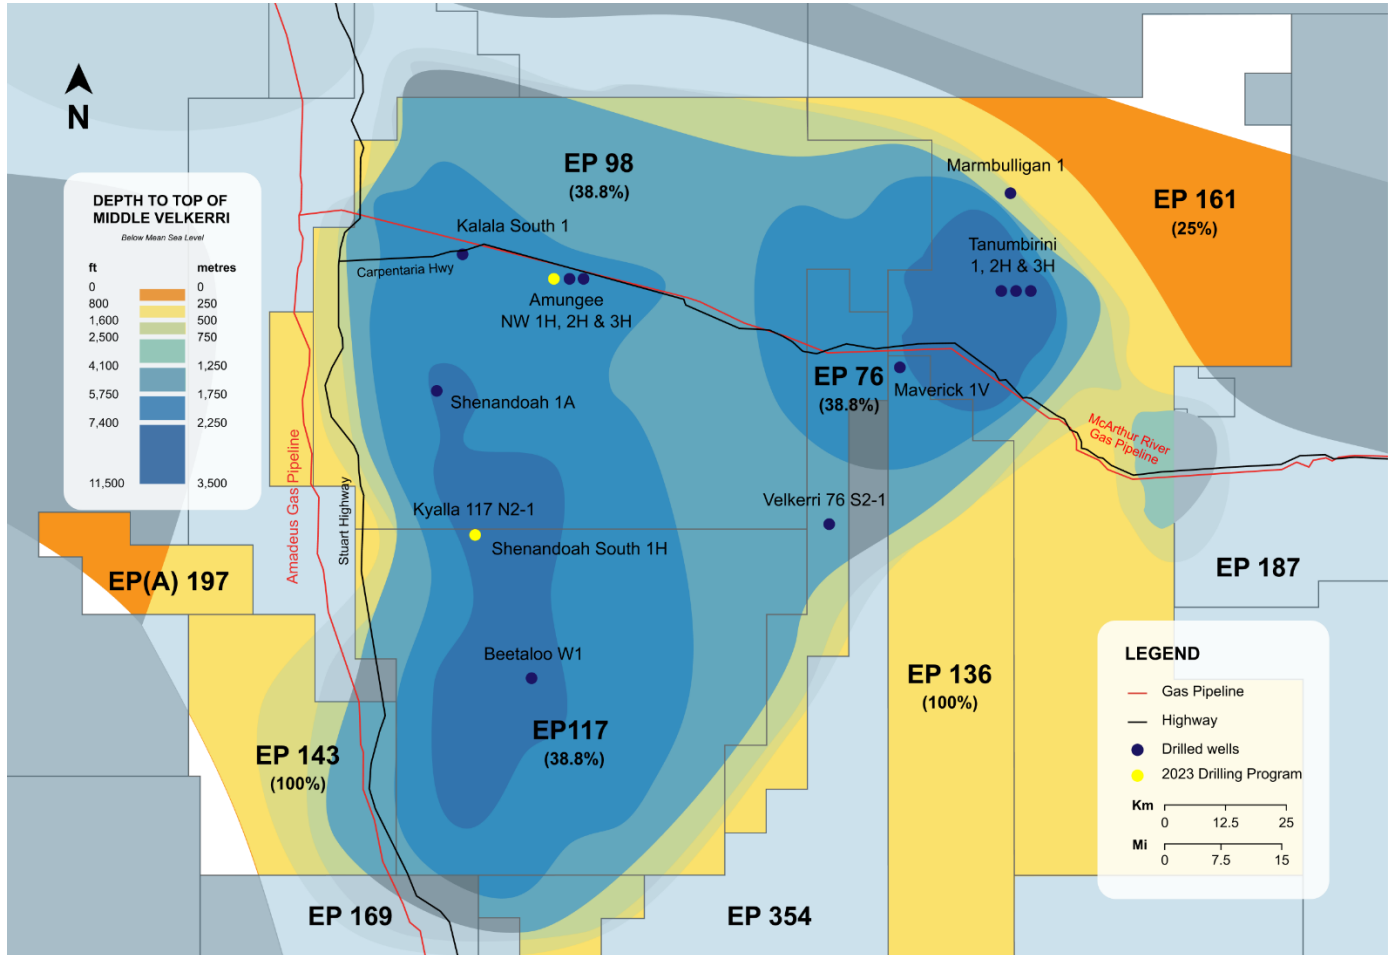 N
DEPTH TO TOP OF
MIDDLE VELKERRI
Below Mean Sea Level
ft metres
0 0
800 250
1,600 500
2,500 750
4,100 1,250
5,750 1,750
7,400 2,250
11,500 3,500
EP 98
(38.8%)
Marmbulligan 1
EP 161
(25%)
Kalala South 1
Carpentaria Hwy
Tanumbirini
1, 2H & 3H
Amungee
NW 1H, 2H & 3H
EP 76
(38.8%)
Maverick 1V
Shenandoah 1A
McArthur River
Gas Pipeline
Amadeus Gas Pipeline
Stuart Highway
Kyalla 117 N2-1
Velkerri 76 S2-1
Shenandoah South 1H
EP(A) 197
EP 187
Beetaloo W1
EP 136
(100%)
EP117
(38.8%)
EP 143
(100%)
LEGEND
Gas Pipeline
Highway
Drilled wells
2023 Drilling Program
Km
0 12.5 25
Mi
0 7.5 15
EP 169
EP 354